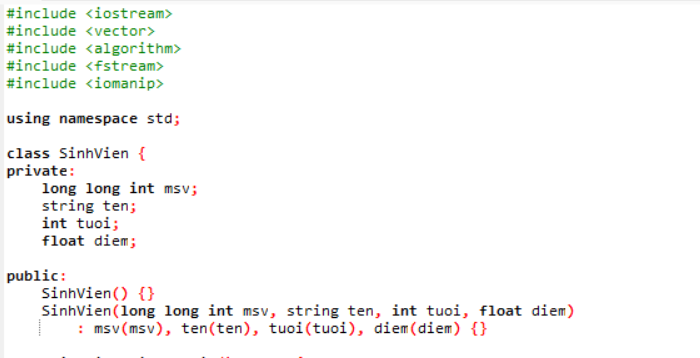 #include <iostream>
#include <vector>
#include <algorithm>
#include <fstream>
#include <iomanip>

using namespace std;

class SinhVien {
private:
    long long int msv;
    string ten;
    int tuoi;
    float diem;

public:
    SinhVien() {}
    SinhVien(long long int msv, string ten, int tuoi, float diem)
        : msv(msv), ten(ten), tuoi(tuoi), diem(diem) {}